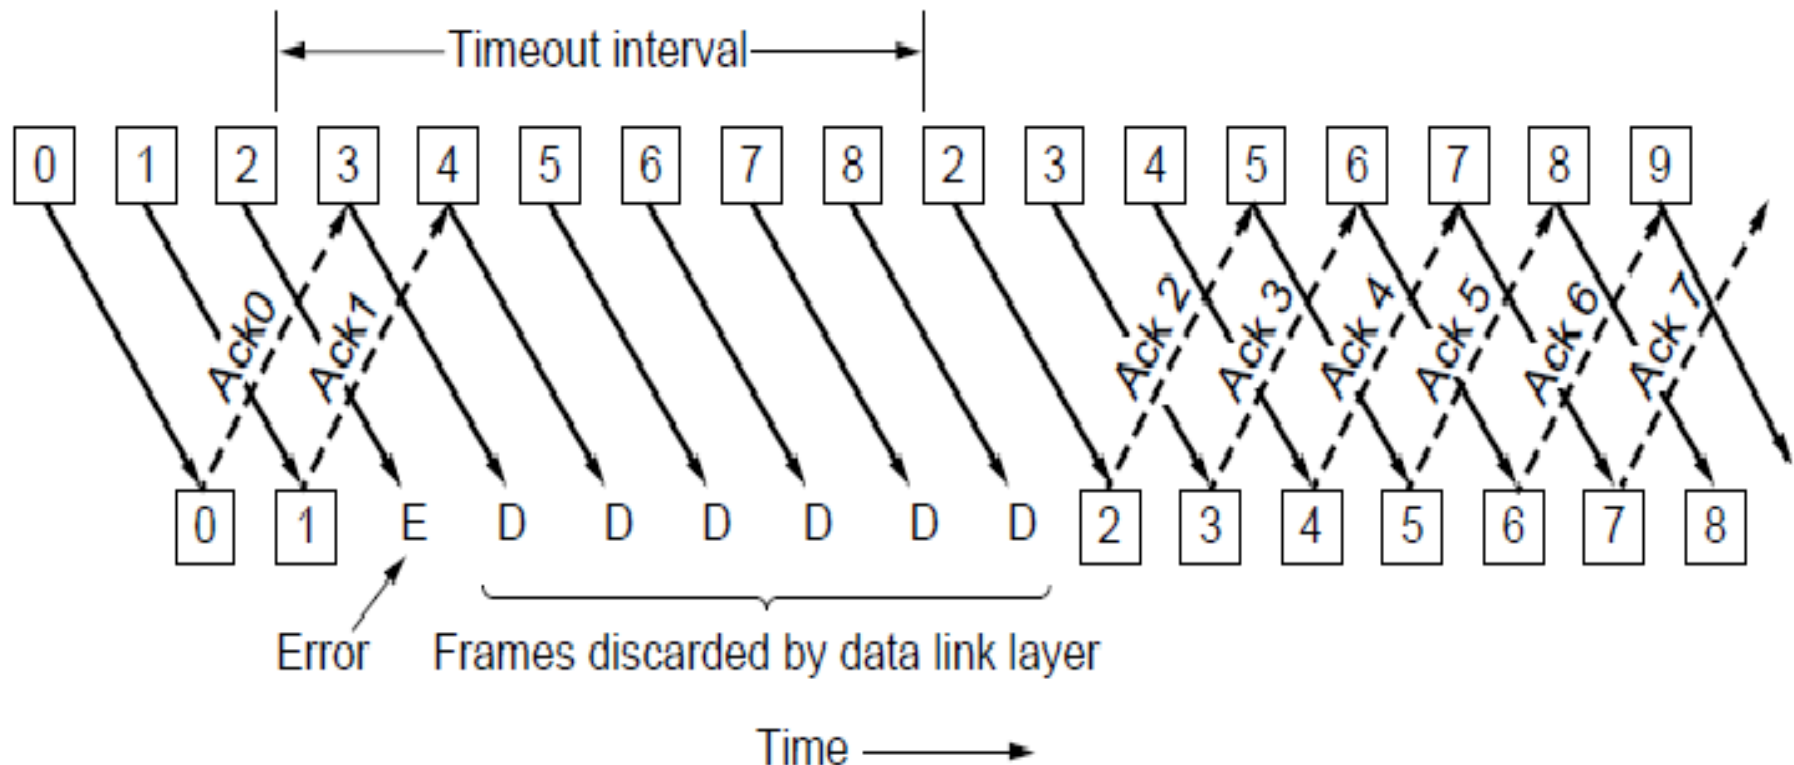 Timeout interval
0 1 2 3 4 5 6 7 8 2 3 4 5 6 7 8 9
Ack0 Ack1 Ack 2 Ack 3 Ack 4 Ack 5 Ack 6 Ack 7
0 1 E D D D D D D 2 3 4 5 6 7 8
Error Frames discarded by data link layer
Time